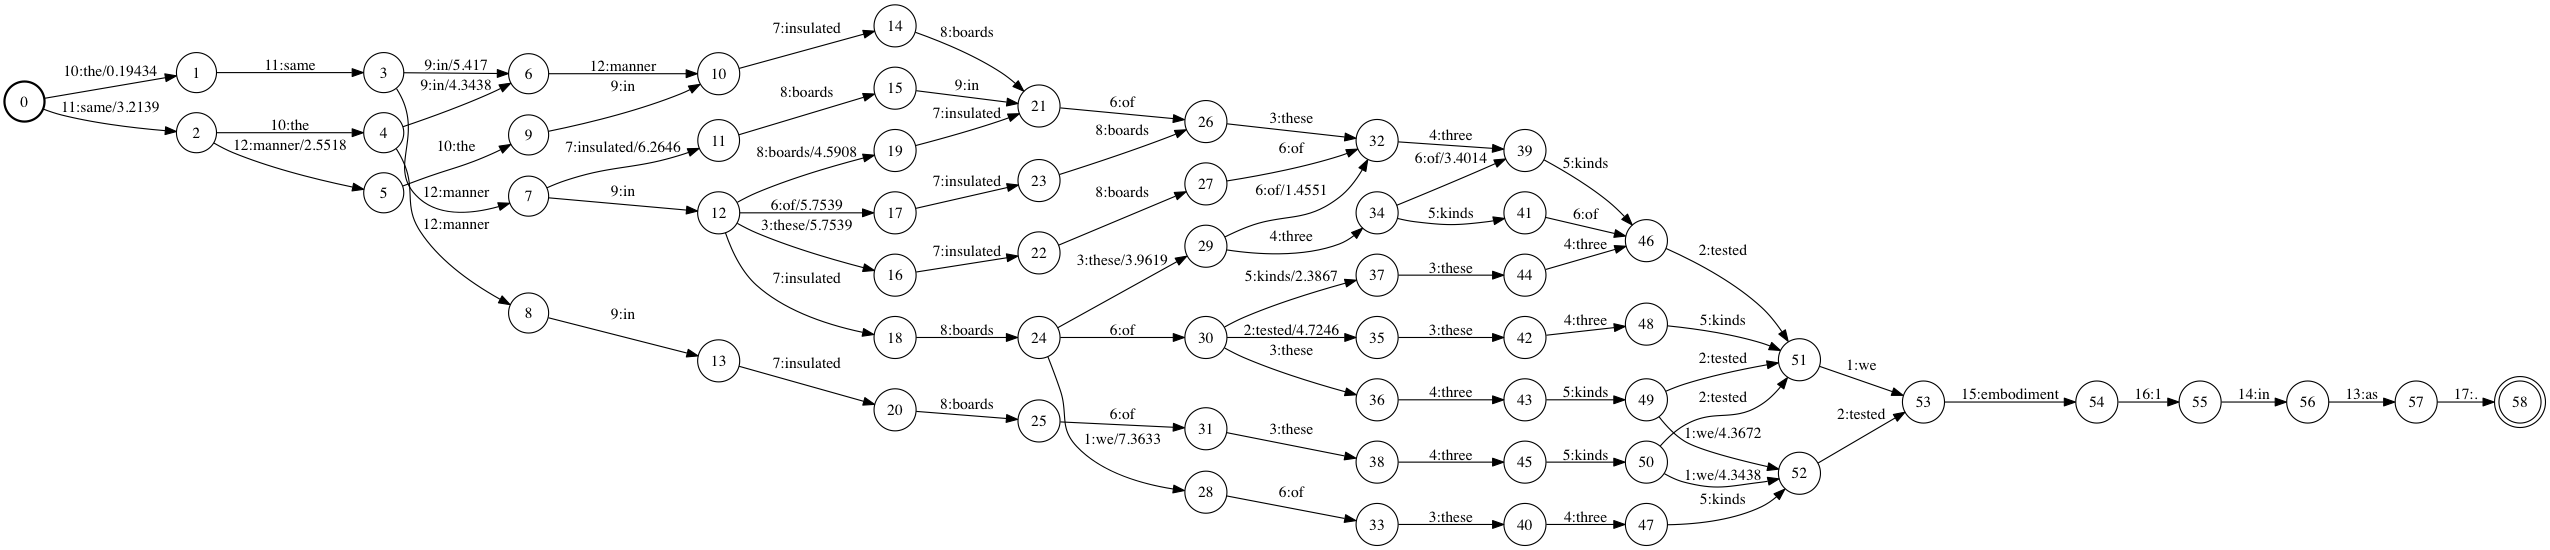 0
10:the/0.19434
11:same/3.2139
1
2
11:same
10:the
12:manner/2.5518
3
4
5
9:in/5.417
9:in/4.3438
10:the
12:manner
12:manner
6
9
7
8
12:manner
9:in
7:insulated/6.2646
9:in
9:in
10
11
12
13
7:insulated
8:boards
8:boards/4.5908
6:of/5.7539
3:these/5.7539
7:insulated
7:insulated
14
15
19
17
16
18
20
8:boards
9:in
7:insulated
7:insulated
7:insulated
8:boards
8:boards
21
23
22
24
25
6:of
8:boards
8:boards
3:these/3.9619
6:of
6:of
1:we/7.3633
26
27
29
30
31
28
3:these
6:of
6:of/1.4551
4:three
5:kinds/2.3867
2:tested/4.7246
3:these
3:these
6:of
32
34
37
35
36
38
33
4:three
6:of/3.4014
5:kinds
3:these
3:these
4:three
4:three
3:these
39
41
44
42
43
45
40
5:kinds
6:of
4:three
4:three
5:kinds
5:kinds
4:three
46
48
49
50
47
2:tested
5:kinds
2:tested
2:tested
1:we/4.3672
1:we/4.3438
5:kinds
51
52
1:we
2:tested
53
15:embodiment
54
16:1
55
14:in
56
13:as
57
17:.
58